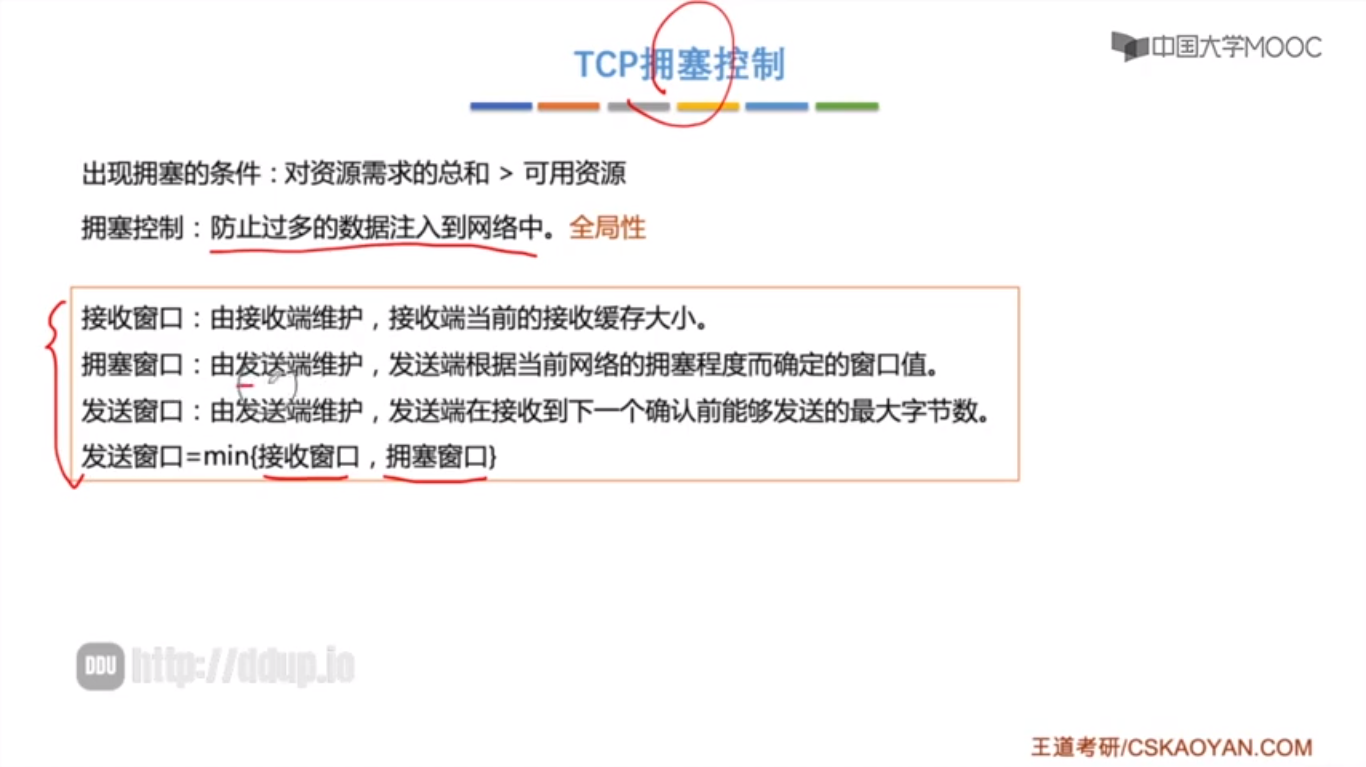 中国大学MOOC
TCP拥塞控制
出现拥塞的条件：对资源需求的总和 > 可用资源
拥塞控制：防止过多的数据注入到网络中。全局性
接收窗口：由接收端维护，接收端当前的接收缓存大小。
拥塞窗口：由发送端维护，发送端根据当前网络的拥塞程度而确定的窗口值。
发送窗口：由发送端维护，发送端在接收到下一个确认前能够发送的最大字节数。
发送窗口=min{接收窗口，拥塞窗口}
DDU http://ddup.io
王道考研/CSKAOYAN.COM